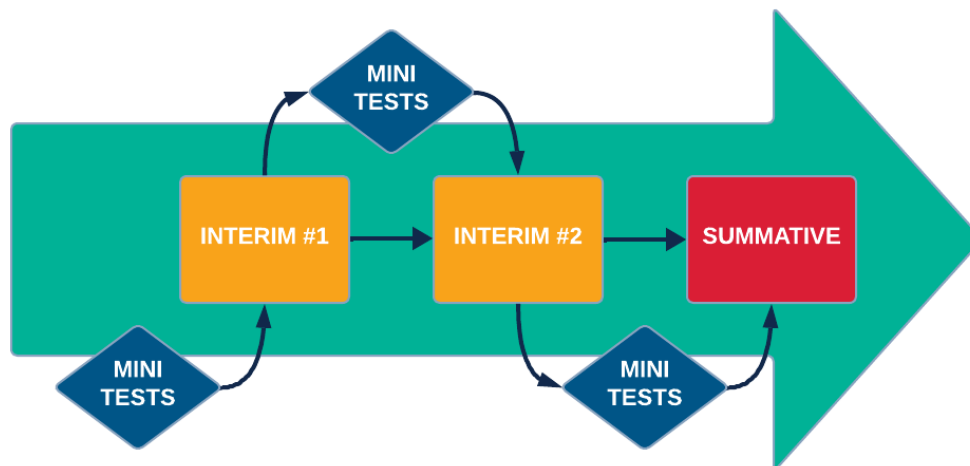 MINI
TESTS
INTERIM #1
INTERIM #2
SUMMATIVE
MINI
TESTS
MINI
TESTS